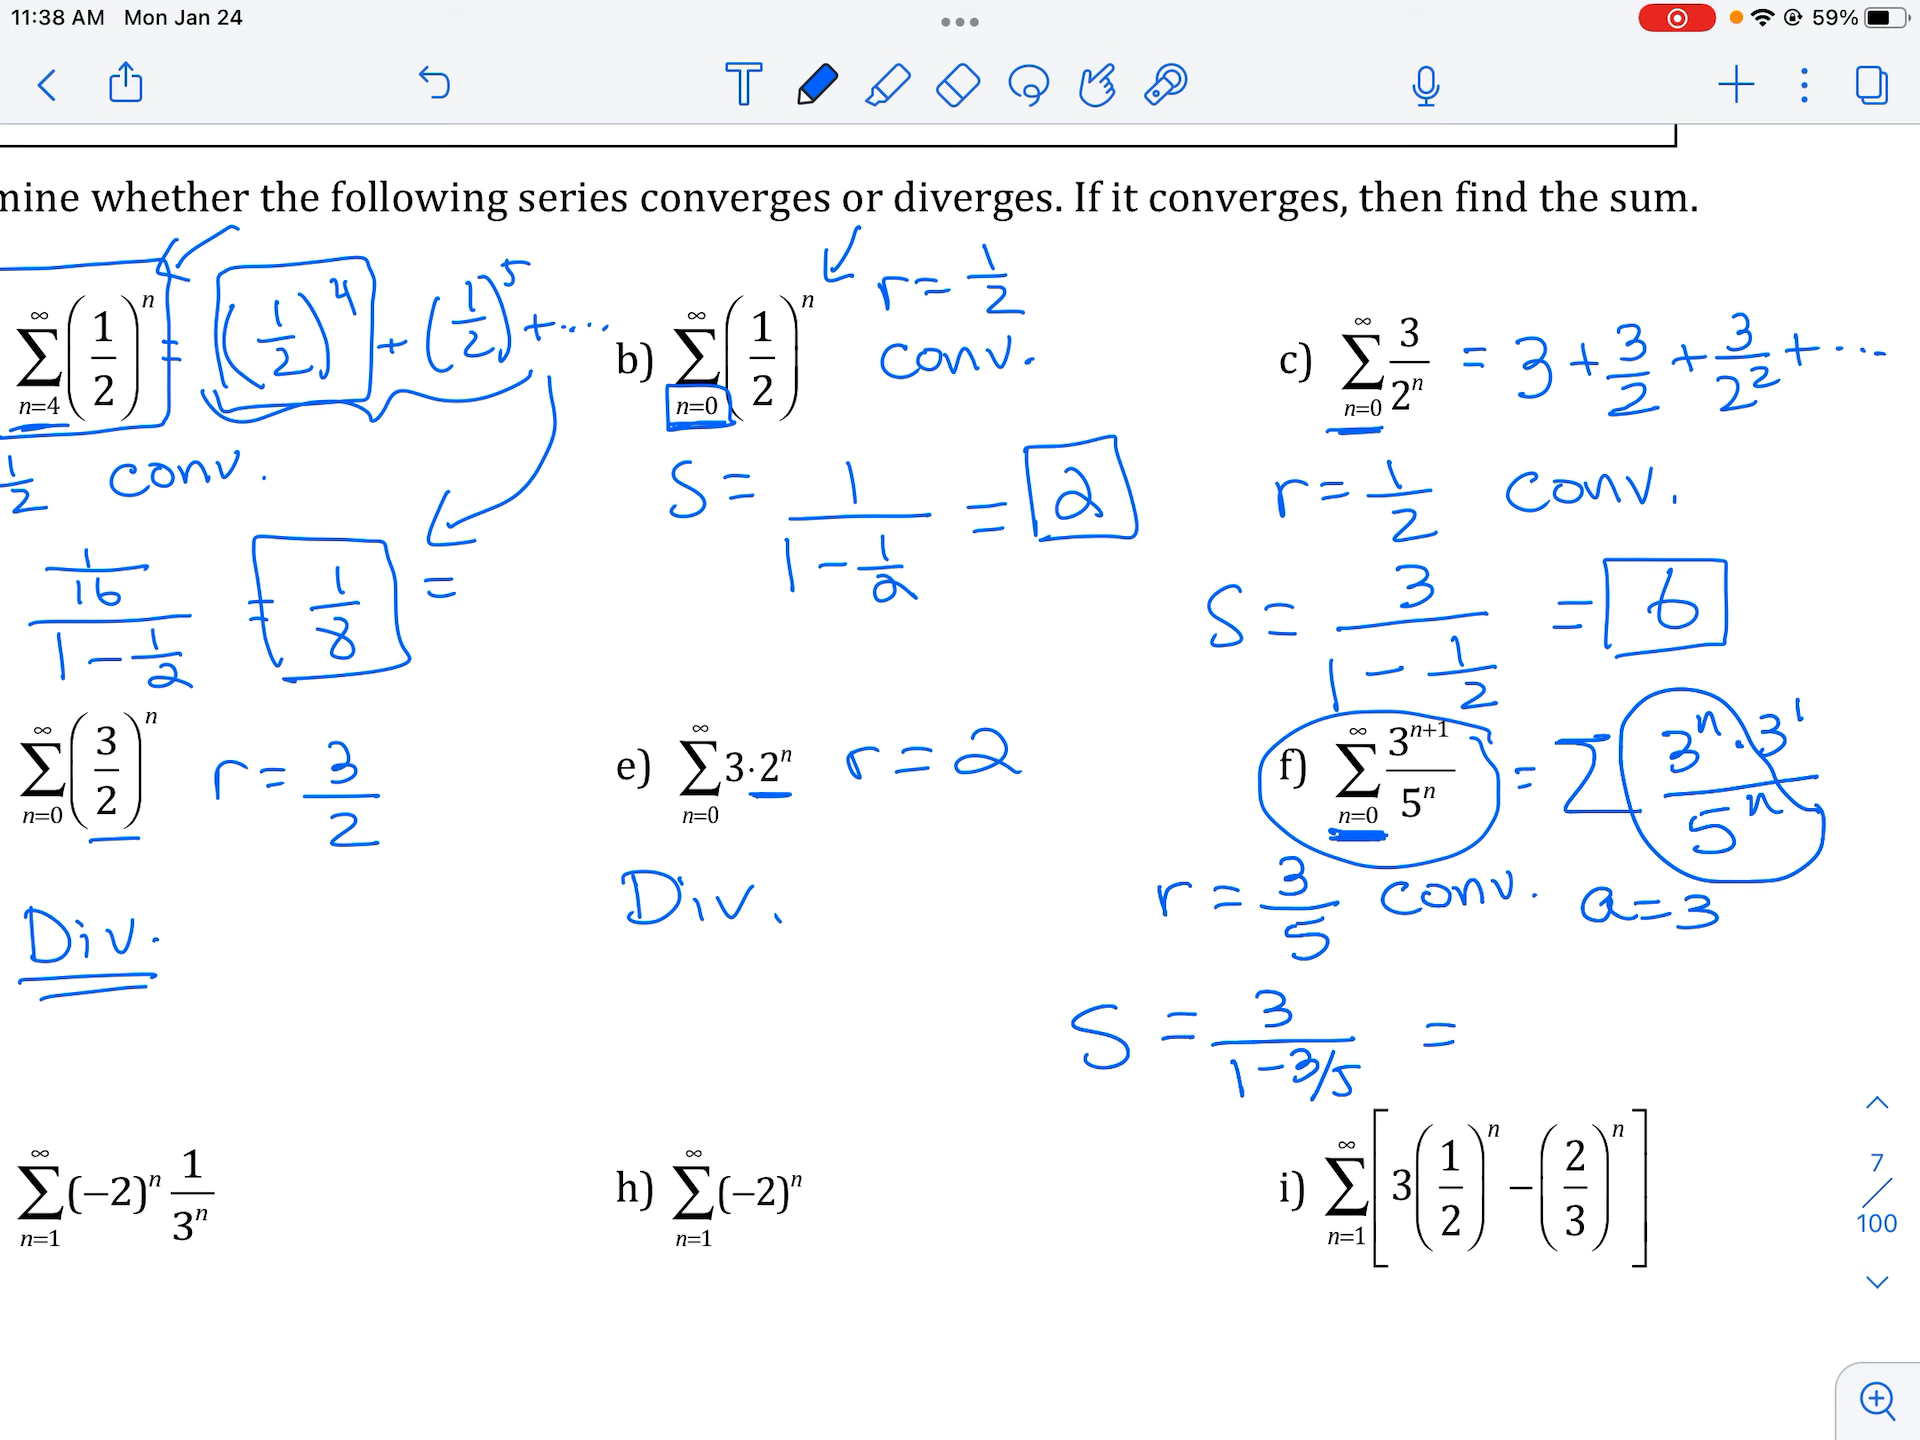 11:38 AM Mon Jan 24
59%
T
mine whether the following series converges or diverges. If it converges, then find the sum.
∞ ∑ n=4 (1/2)^n = (1/2)^4 + (1/2)^5 + ....
1/2 conv.
(1/16)/(1 - 1/2) = 1/8 =
b) ∞ ∑ n=0 (1/2)^n r = 1/2
conv.
S = 1/(1 - 1/2) = 2
c) ∞ ∑ n=0 3/2^n = 3 + 3/2 + 3/2^2 + ...
r = 1/2 conv.
S = 3/(1 - 1/2) = 6
∞ ∑ n=0 (3/2)^n r = 3/2
Div.
e) ∞ ∑ n=0 3·2^n r = 2
Div.
f) ∞ ∑ n=0 3^(n+1)/5^n = ∑ 3^n · 3^1/5^n
r = 3/5 conv. a = 3
S = 3/(1 - 3/5) =
∞ ∑ n=1 (−2)^n 1/3^n
h) ∞ ∑ n=1 (−2)^n
i) ∞ ∑ n=1 [3(1/2)^n − (2/3)^n]
7/100